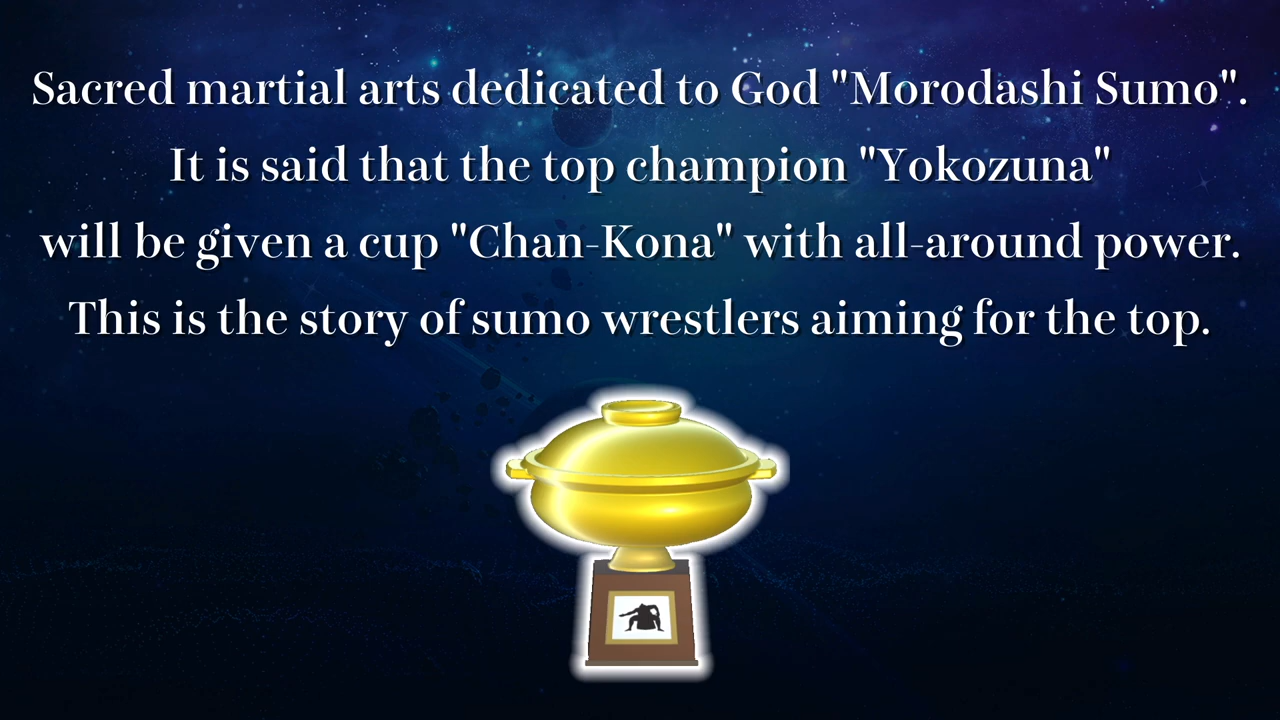 Sacred martial arts dedicated to God "Morodashi Sumo".
It is said that the top champion "Yokozuna"
will be given a cup "Chan-Kona" with all-around power.
This is the story of sumo wrestlers aiming for the top.